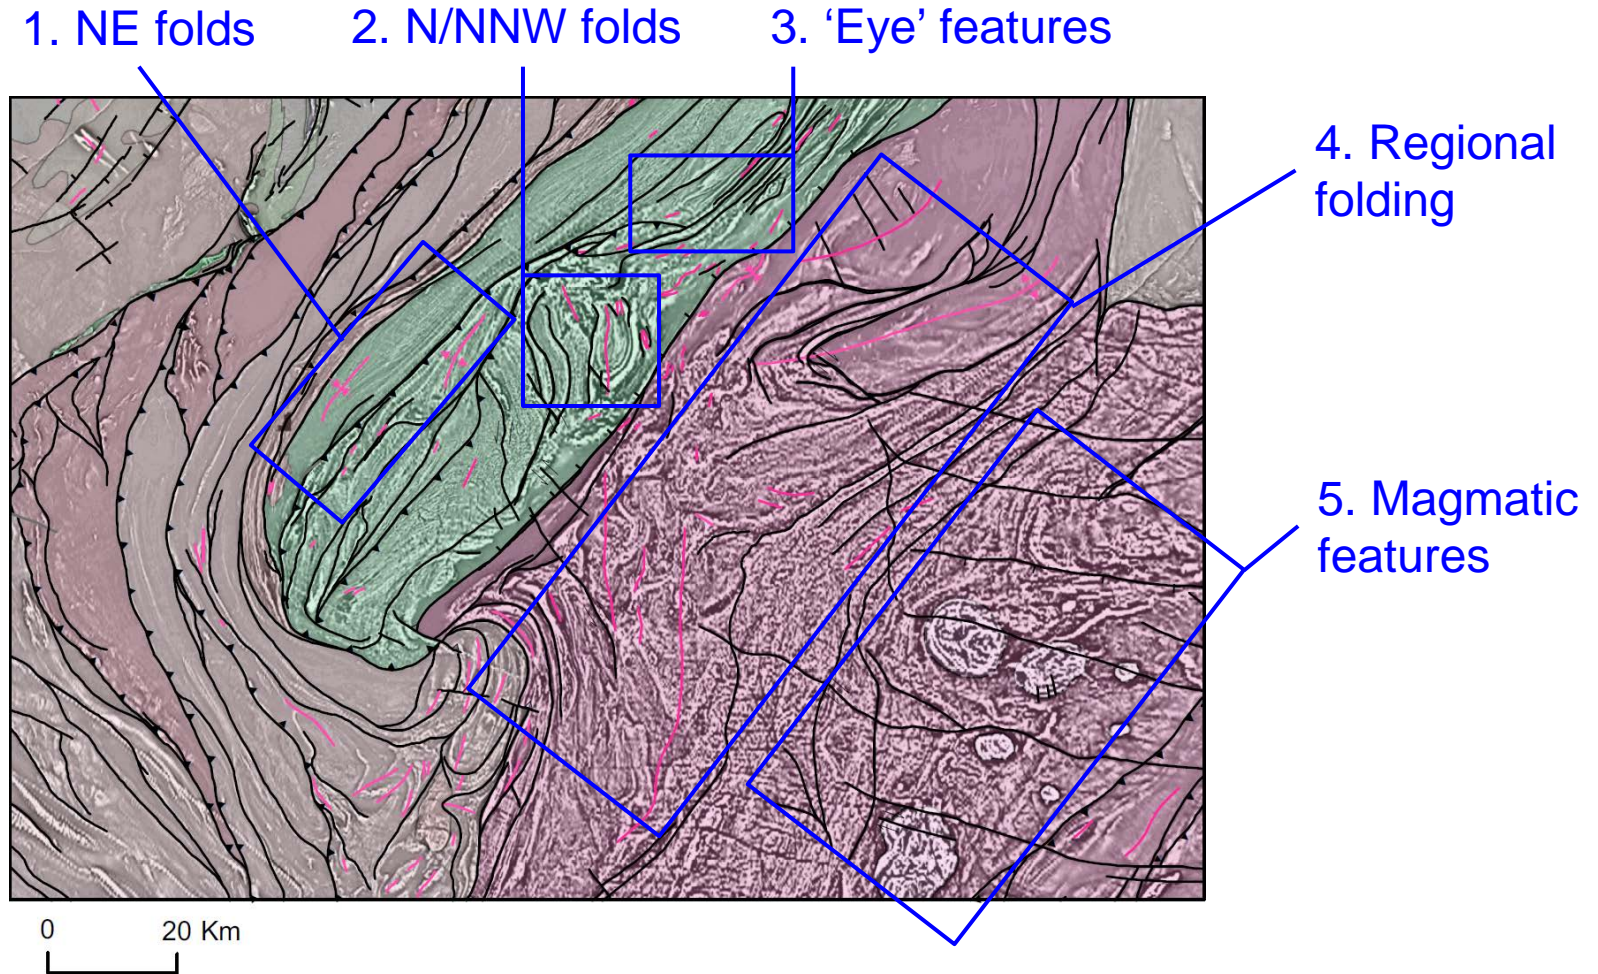 1. NE folds
2. N/NNW folds
3. ‘Eye’ features
4. Regional
folding
5. Magmatic
features
0
20 Km